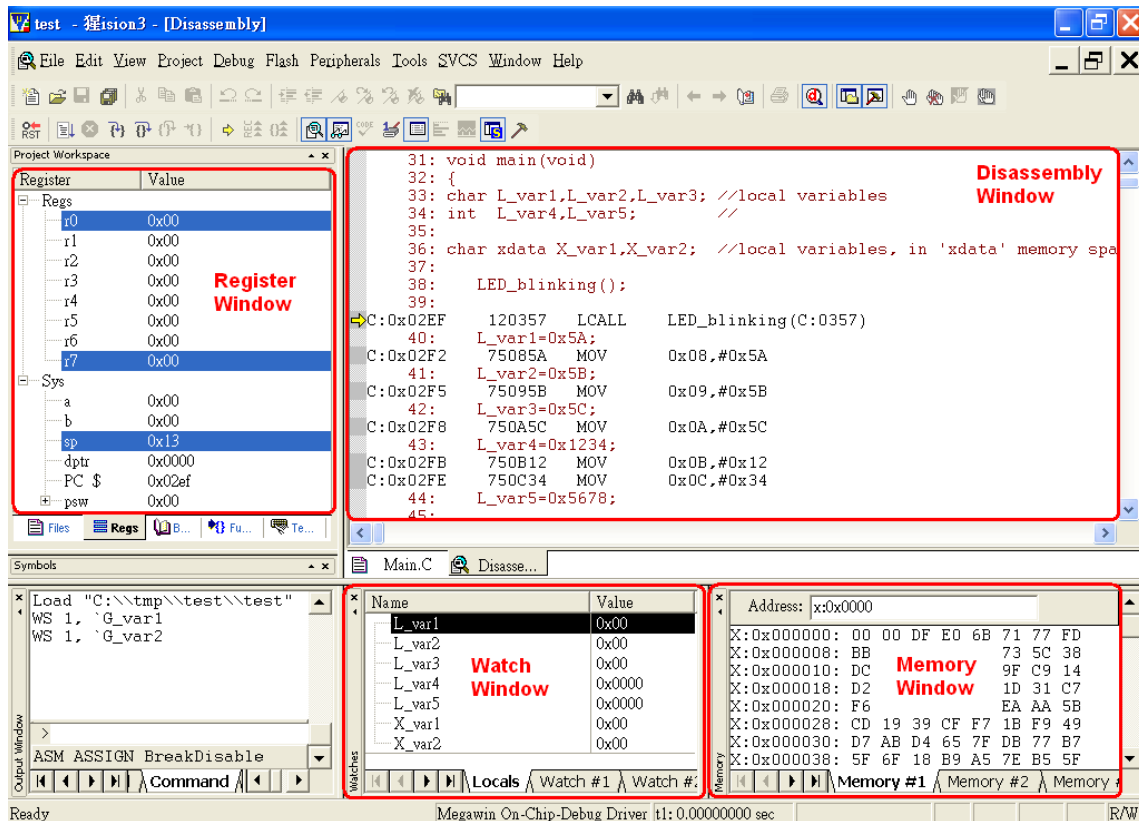 test - 猩ision3 - [Disassembly]
File Edit View Project Debug Flash Peripherals Tools SVCS Window Help
RST
CODE
Project Workspace
Register Value
Regs
r0 0x00
r1 0x00
r2 0x00
r3 0x00
r4 0x00
r5 0x00
r6 0x00
r7 0x00
Sys
a 0x00
b 0x00
sp 0x13
dptr 0x0000
PC $ 0x02ef
psw 0x00
Register
Window
Files Regs B... Fu... Te...
31: void main(void)
32: {
33: char L_var1,L_var2,L_var3; //local variables
34: int L_var4,L_var5; //
35:
36: char xdata X_var1,X_var2; //local variables, in 'xdata' memory spa
37:
38: LED_blinking();
39:
C:0x02EF 120357 LCALL LED_blinking(C:0357)
40: L_var1=0x5A;
C:0x02F2 75085A MOV 0x08,#0x5A
41: L_var2=0x5B;
C:0x02F5 75095B MOV 0x09,#0x5B
42: L_var3=0x5C;
C:0x02F8 750A5C MOV 0x0A,#0x5C
43: L_var4=0x1234;
C:0x02FB 750B12 MOV 0x0B,#0x12
C:0x02FE 750C34 MOV 0x0C,#0x34
44: L_var5=0x5678;
45:
Disassembly
Window
Main.C Disasse...
Symbols
Load "C:\\tmp\\test\\test"
WS 1, `G_var1
WS 1, `G_var2
>
ASM ASSIGN BreakDisable
Command
Output Window
Name Value
L_var1 0x00
L_var2 0x00
L_var3 0x00
L_var4 0x0000
L_var5 0x0000
X_var1 0x00
X_var2 0x00
Watch
Window
Locals Watch #1 Watch #2
Watches
Address: x:0x0000
X:0x000000: 00 00 DF E0 6B 71 77 FD
X:0x000008: BB 73 5C 38
X:0x000010: DC 9F C9 14
X:0x000018: D2 1D 31 C7
X:0x000020: F6 EA AA 5B
X:0x000028: CD 19 39 CF F7 1B F9 49
X:0x000030: D7 AB D4 65 7F DB 77 B7
X:0x000038: 5F 6F 18 B9 A5 7E B5 5F
Memory
Window
Memory #1 Memory #2 Memory #
Memory
Ready Megawin On-Chip-Debug Driver t1: 0.00000000 sec R/W